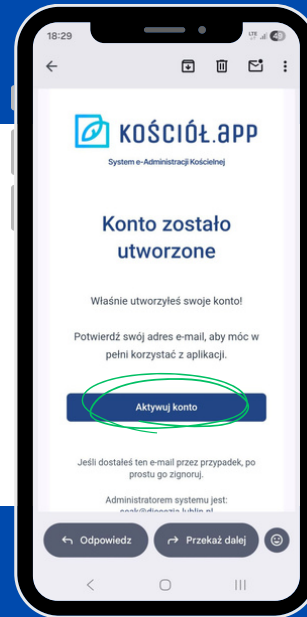 18:29
LTE
KOŚCIÓŁ.APP
System e-Administracji Kościelnej
Konto zostało
utworzone
Właśnie utworzyłeś swoje konto!
Potwierdź swój adres e-mail, aby móc w
pełni korzystać z aplikacji.
Aktywuj konto
Jeśli dostałeś ten e-mail przez przypadek, po
prostu go zignoruj.
Administratorem systemu jest:
Odpowiedz
Przekaż dalej